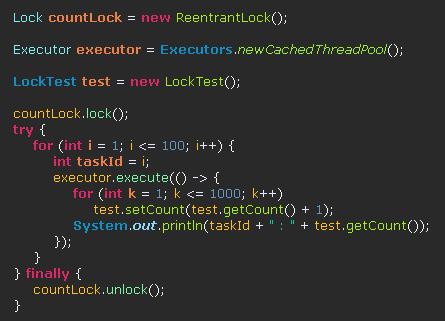 Lock countLock = new ReentrantLock();
Executor executor = Executors.newCachedThreadPool();
LockTest test = new LockTest();
countLock.lock();
try {
for (int i = 1; i <= 100; i++) {
int taskId = i;
executor.execute(() -> {
for (int k = 1; k <= 1000; k++)
test.setCount(test.getCount() + 1);
System.out.println(taskId + " : " + test.getCount());
});
}
} finally {
countLock.unlock();
}